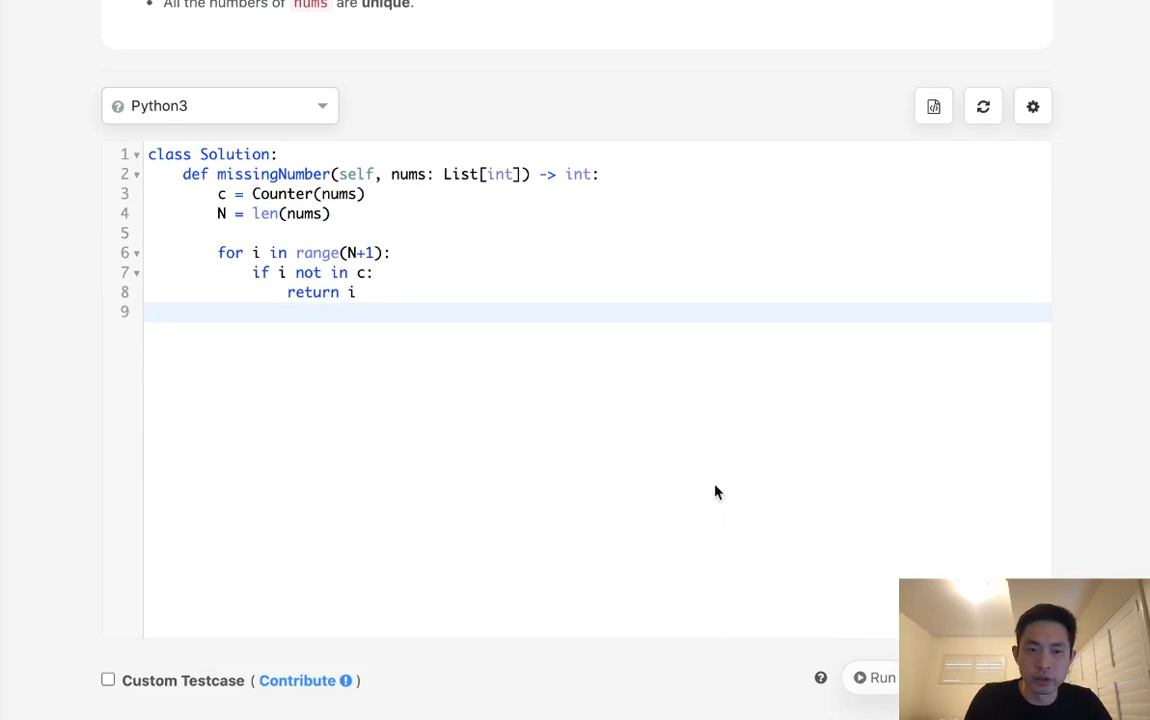 • All the numbers of nums are unique.
Python3
1 class Solution:
2 def missingNumber(self, nums: List[int]) -> int:
3 c = Counter(nums)
4 N = len(nums)
5
6 for i in range(N+1):
7 if i not in c:
8 return i
9
Custom Testcase ( Contribute )
? Run